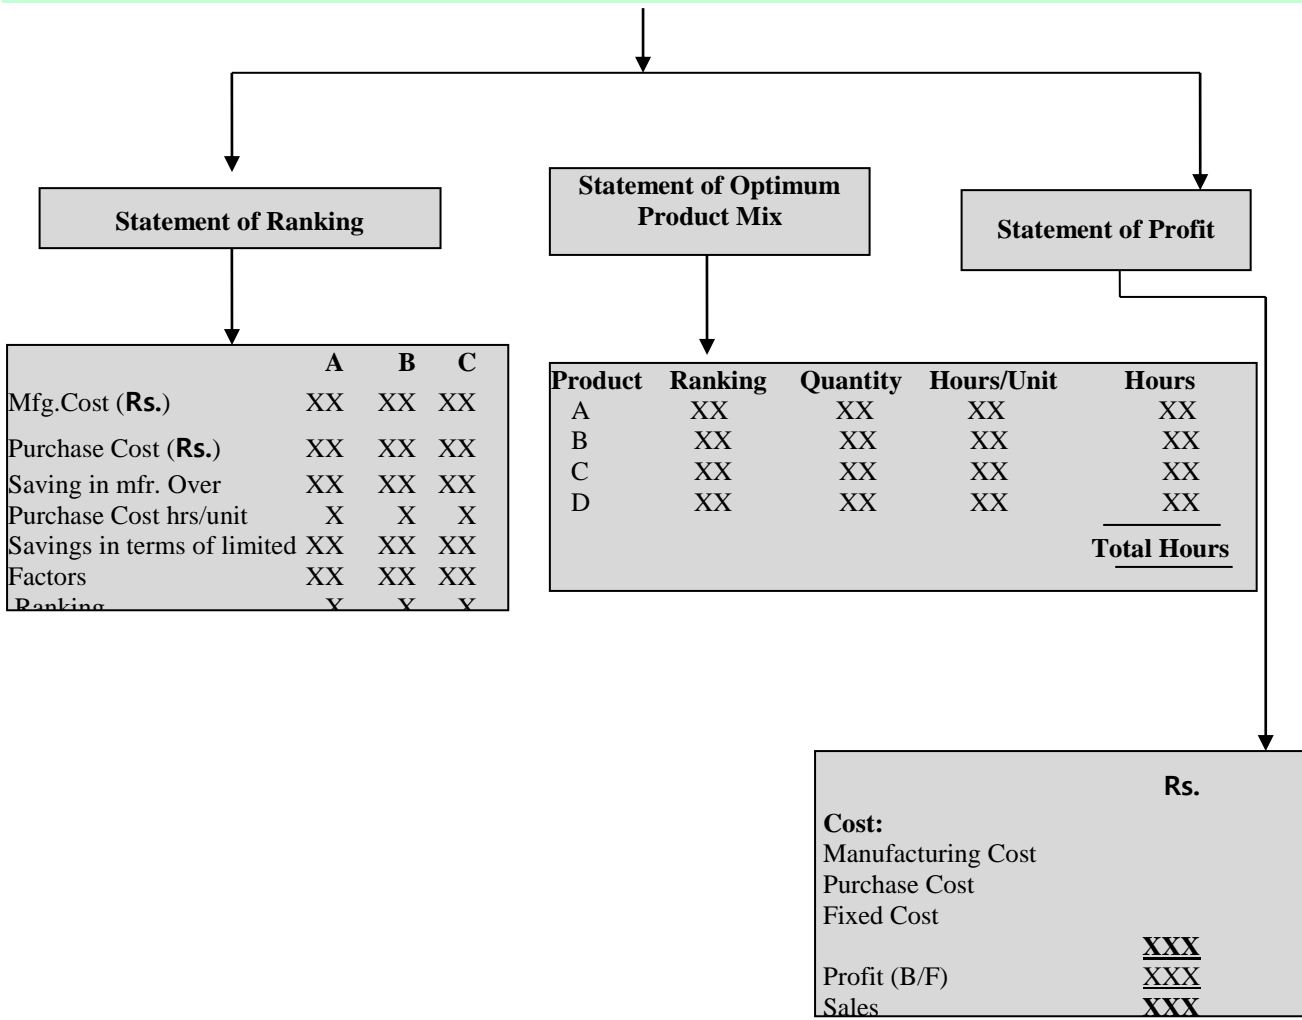 Statement of Ranking
Statement of Optimum
Product Mix
Statement of Profit
A B C
Mfg.Cost (Rs.) XX XX XX
Purchase Cost (Rs.) XX XX XX
Saving in mfr. Over XX XX XX
Purchase Cost hrs/unit X X X
Savings in terms of limited XX XX XX
Factors XX XX XX
Ranking X X X
Product Ranking Quantity Hours/Unit Hours
A XX XX XX XX
B XX XX XX XX
C XX XX XX XX
D XX XX XX XX
Total Hours
Rs.
Cost:
Manufacturing Cost
Purchase Cost
Fixed Cost
XXX
Profit (B/F) XXX
Sales XXX